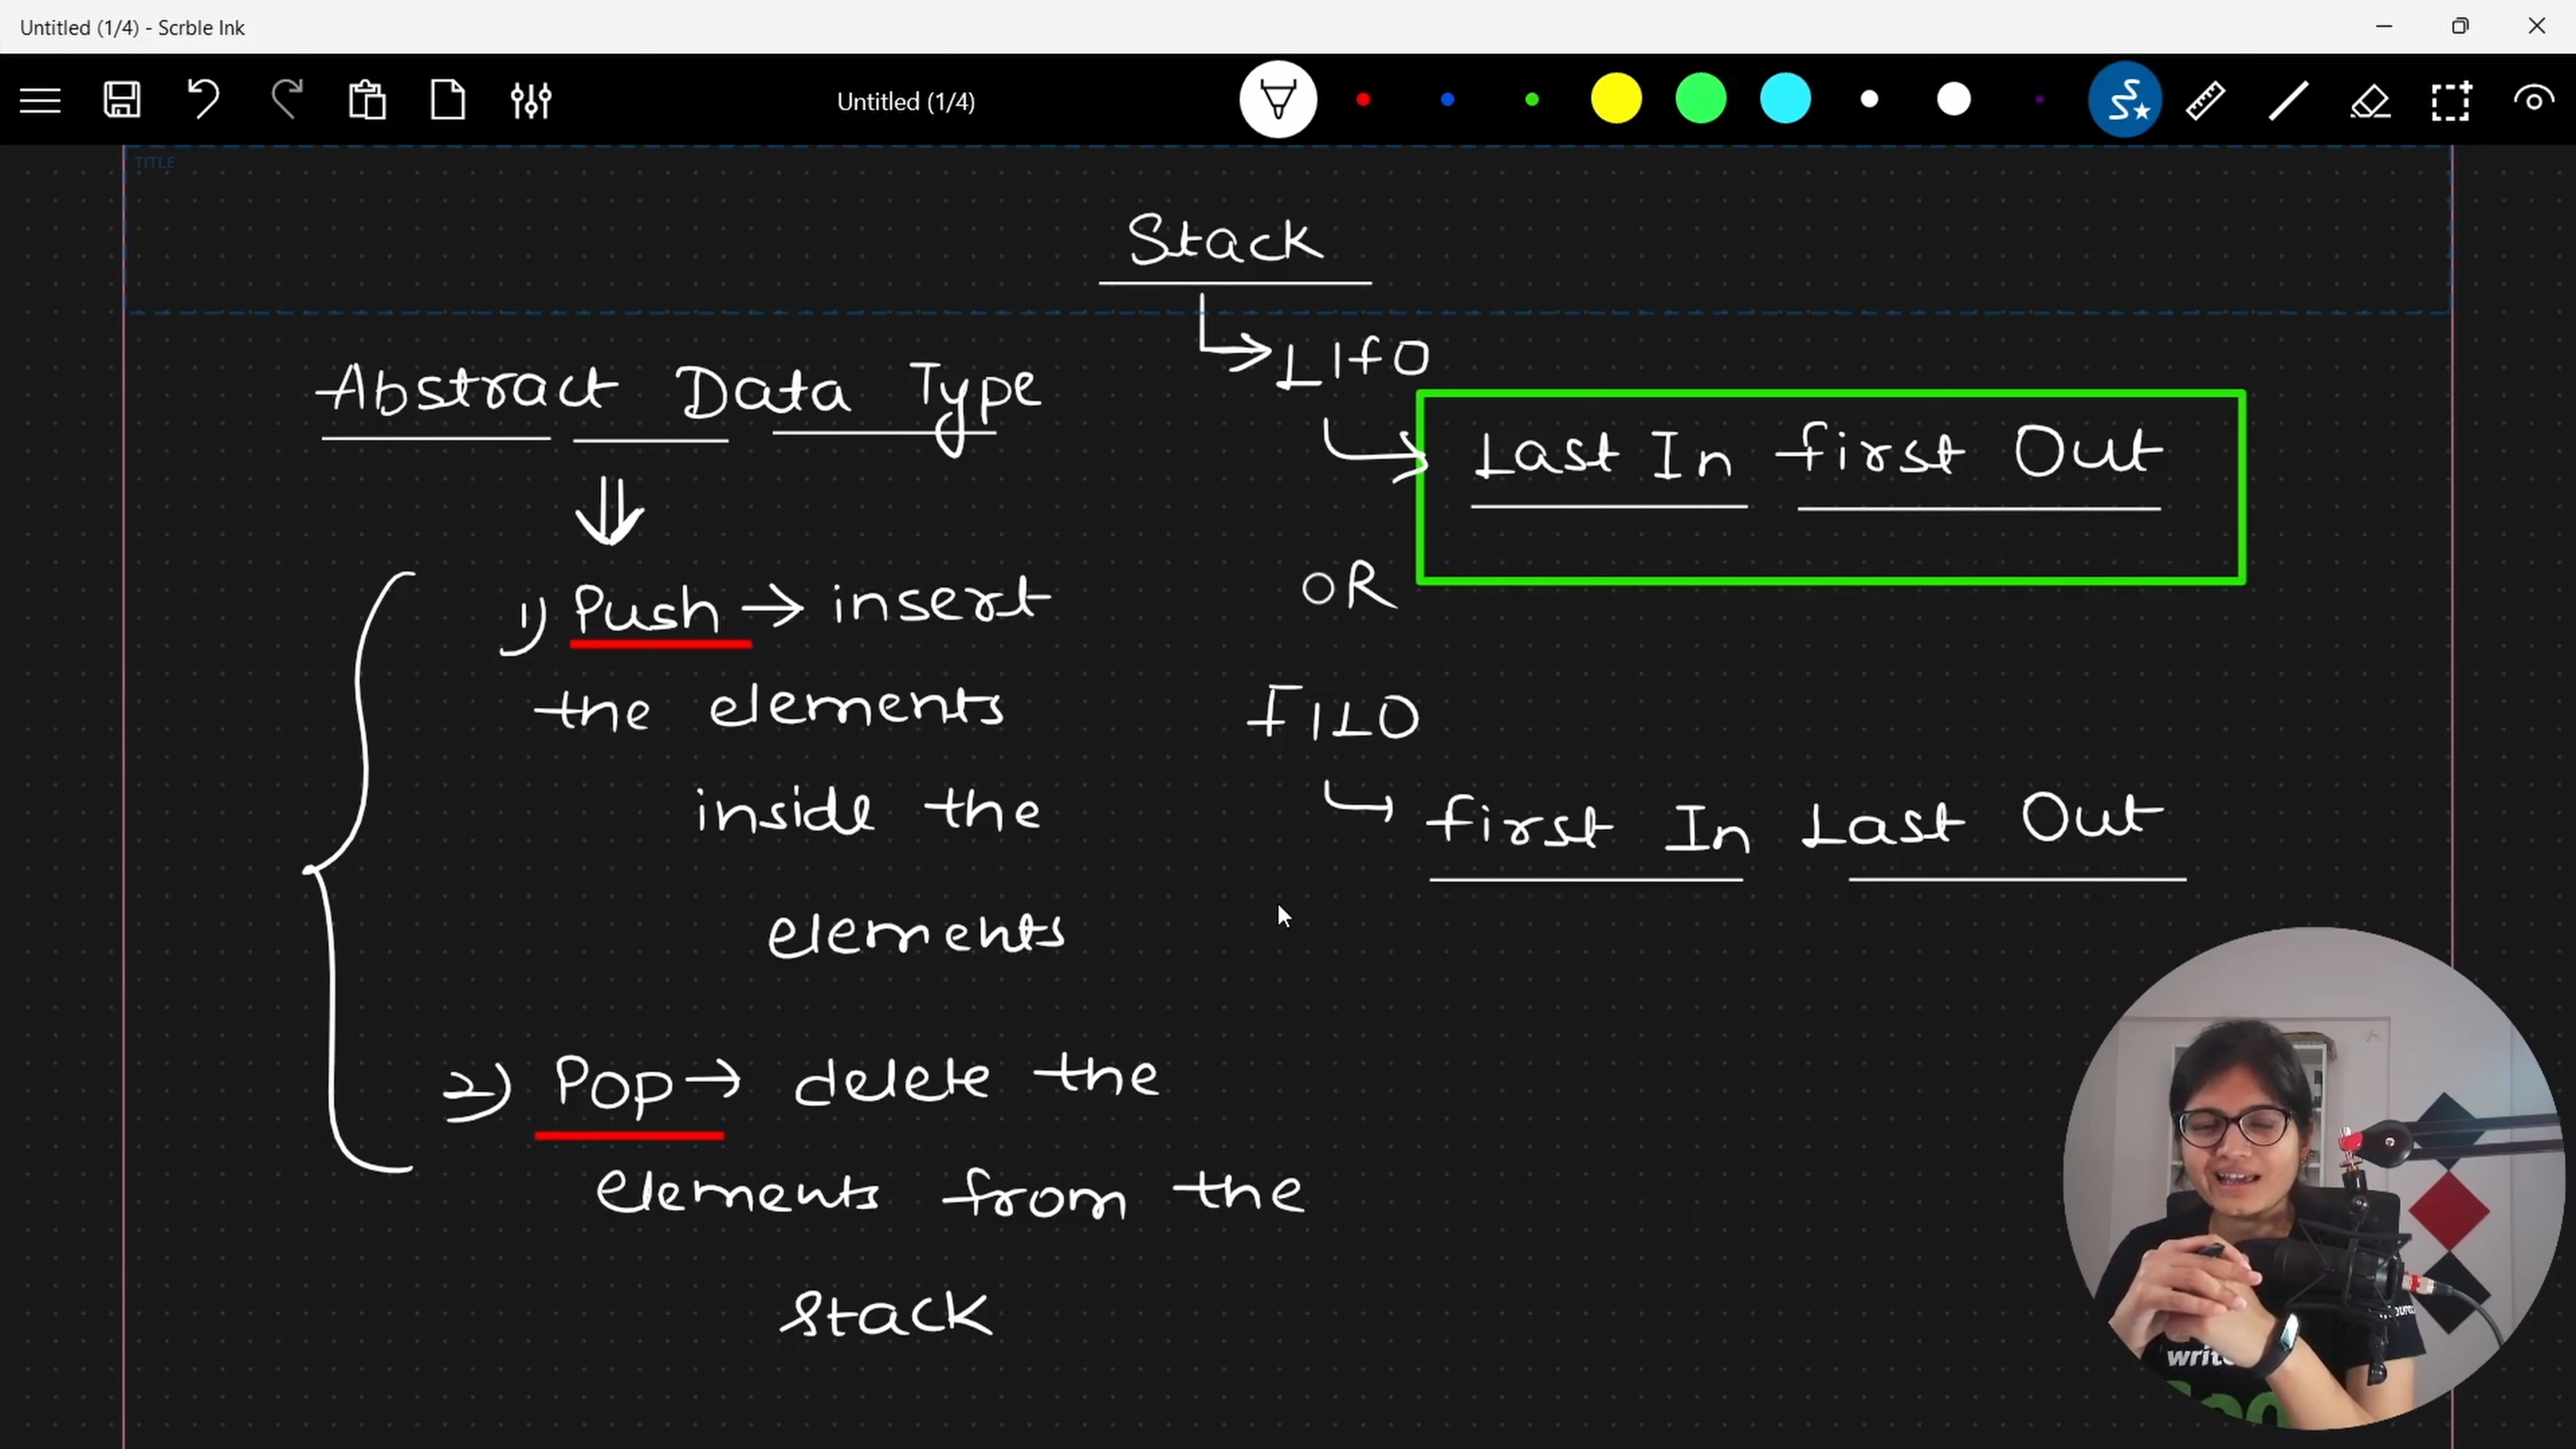 Untitled (1/4) - Scrble Ink
Untitled (1/4)
TITLE
Stack
LIfO
Abstract Data Type
Last In first Out
1) Push → insert
the elements
inside the
elements
OR
FILO
first In Last Out
2) Pop → delete the
elements from the
stack